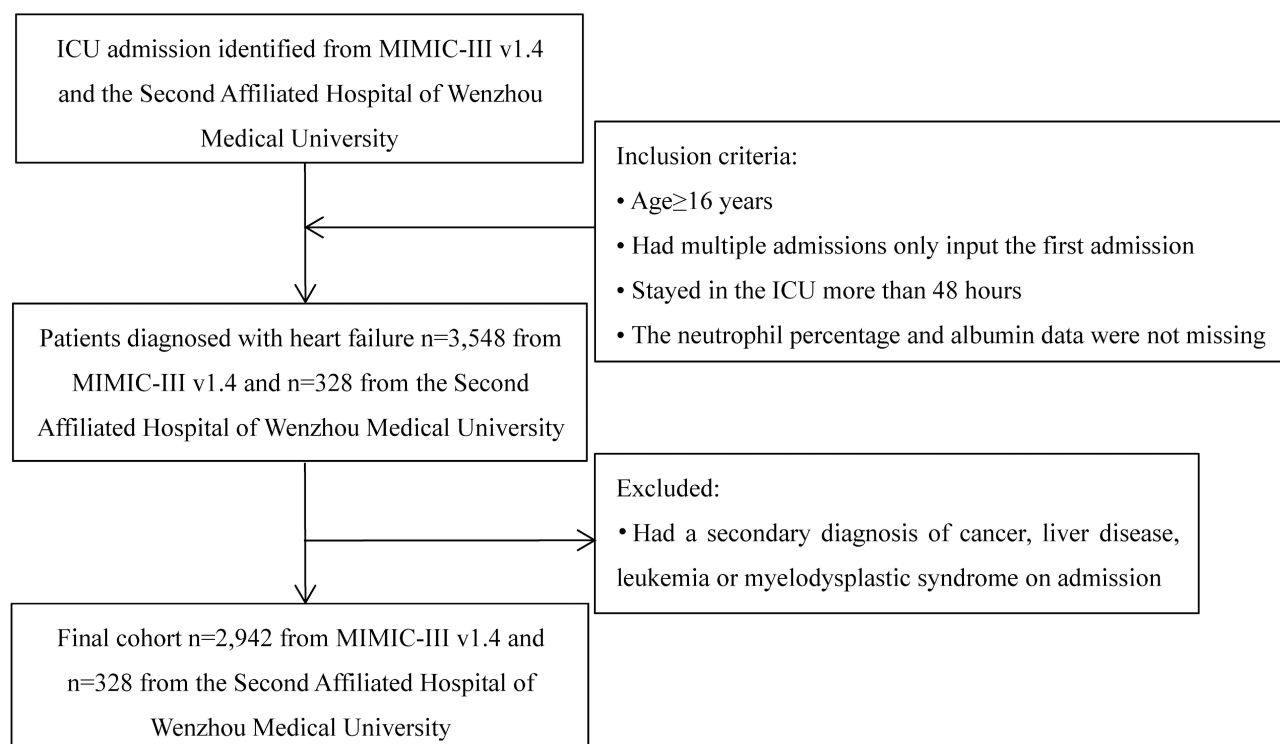 ICU admission identified from MIMIC-III v1.4
and the Second Affiliated Hospital of Wenzhou
Medical University
Inclusion criteria:
• Age≥16 years
• Had multiple admissions only input the first admission
• Stayed in the ICU more than 48 hours
• The neutrophil percentage and albumin data were not missing
Patients diagnosed with heart failure n=3,548 from
MIMIC-III v1.4 and n=328 from the Second
Affiliated Hospital of Wenzhou Medical University
Excluded:
• Had a secondary diagnosis of cancer, liver disease,
leukemia or myelodysplastic syndrome on admission
Final cohort n=2,942 from MIMIC-III v1.4 and
n=328 from the Second Affiliated Hospital of
Wenzhou Medical University